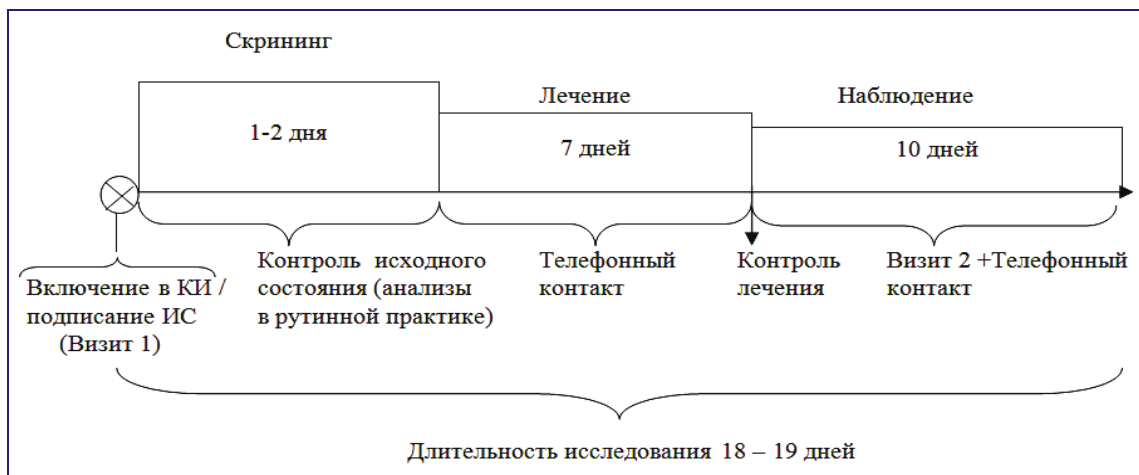 Скрининг
Лечение
Наблюдение
1-2 дня
7 дней
10 дней
Включение в КИ /
подписание ИС
(Визит 1)
Контроль исходного
состояния (анализы
в рутинной практике)
Телефонный
контакт
Контроль
лечения
Визит 2 +Телефонный
контакт
Длительность исследования 18 – 19 дней